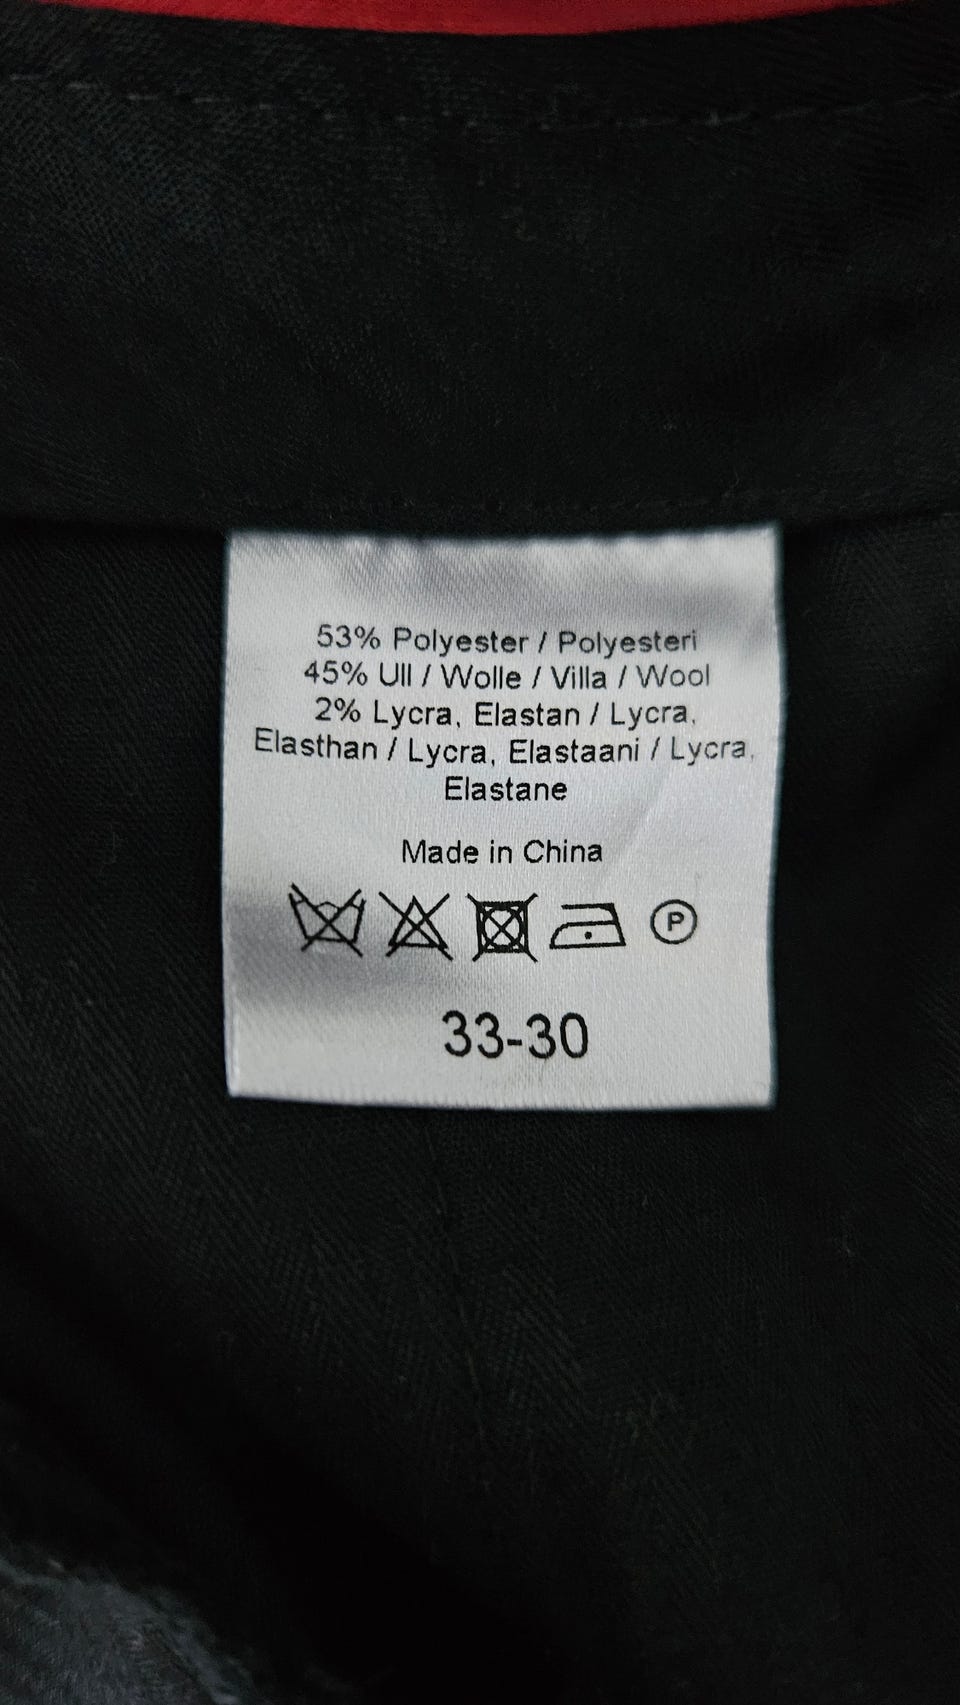 53% Polyester / Polyesteri
45% Ull / Wolle / Villa / Wool
2% Lycra, Elastan / Lycra,
Elasthan / Lycra, Elastaani / Lycra,
Elastane
Made in China
P
33-30